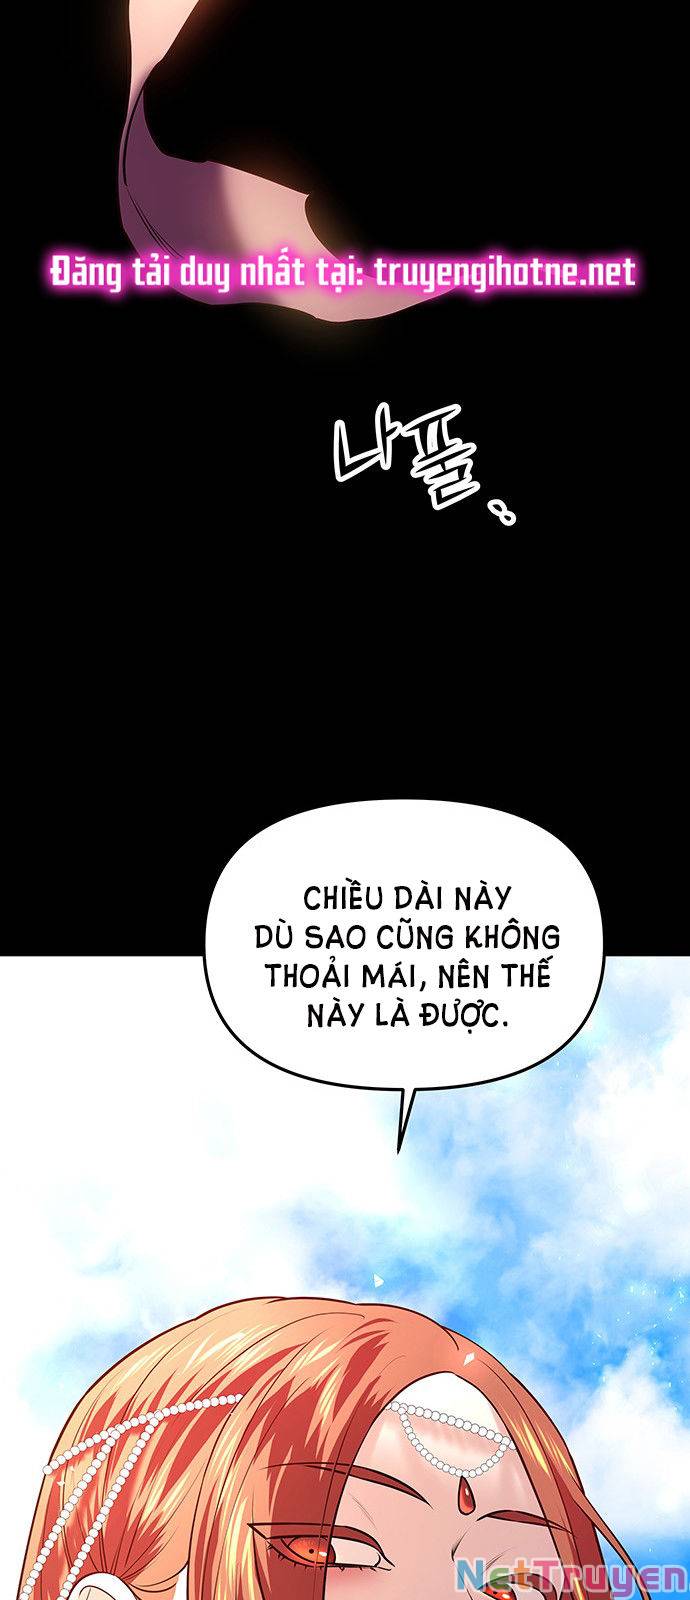 Đăng tải duy nhất tại: truyengihotne.net
나풀
CHIỀU DÀI NÀY
DÙ SAO CŨNG KHÔNG
THOẢI MÁI, NÊN THẾ
NÀY LÀ ĐƯỢC.
NetTruyen